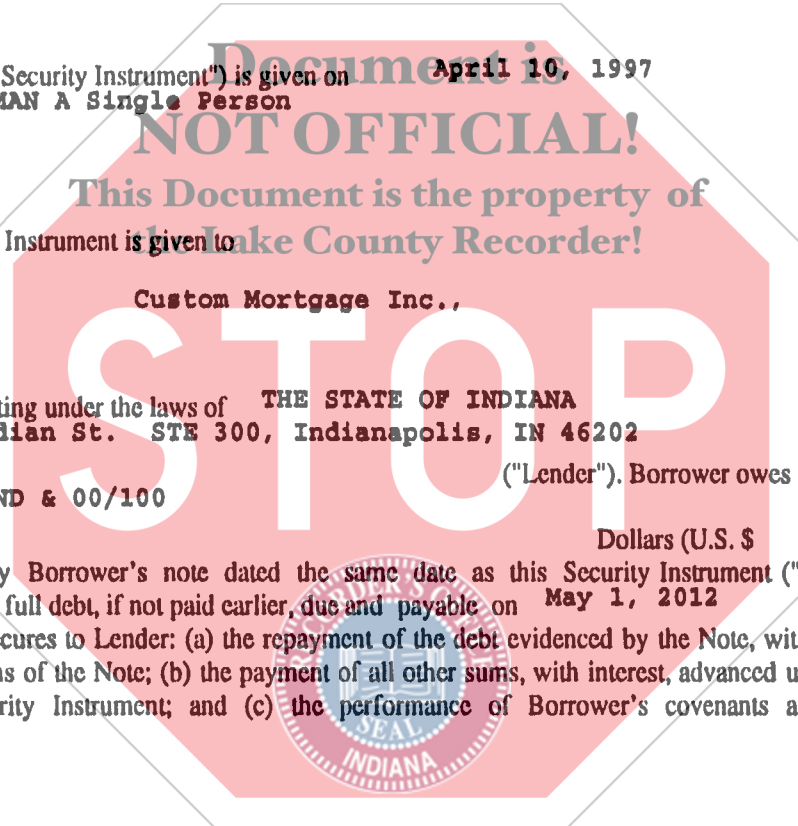 Document is
Security Instrument") is given on April 10, 1997
MAN A Single Person
NOT OFFICIAL!
This Document is the property of
the Lake County Recorder!
Instrument is given to
Custom Mortgage Inc.,
STOP
ting under the laws of THE STATE OF INDIANA
dian St. STE 300, Indianapolis, IN 46202
("Lender"). Borrower owes
ND & 00/100
Dollars (U.S. $
y Borrower's note dated the same date as this Security Instrument ("
full debt, if not paid earlier, due and payable on May 1, 2012
cures to Lender: (a) the repayment of the debt evidenced by the Note, wit
s of the Note; (b) the payment of all other sums, with interest, advanced u
rity Instrument; and (c) the performance of Borrower's covenants a
RECORDER'S OFFICE
SEAL
INDIANA